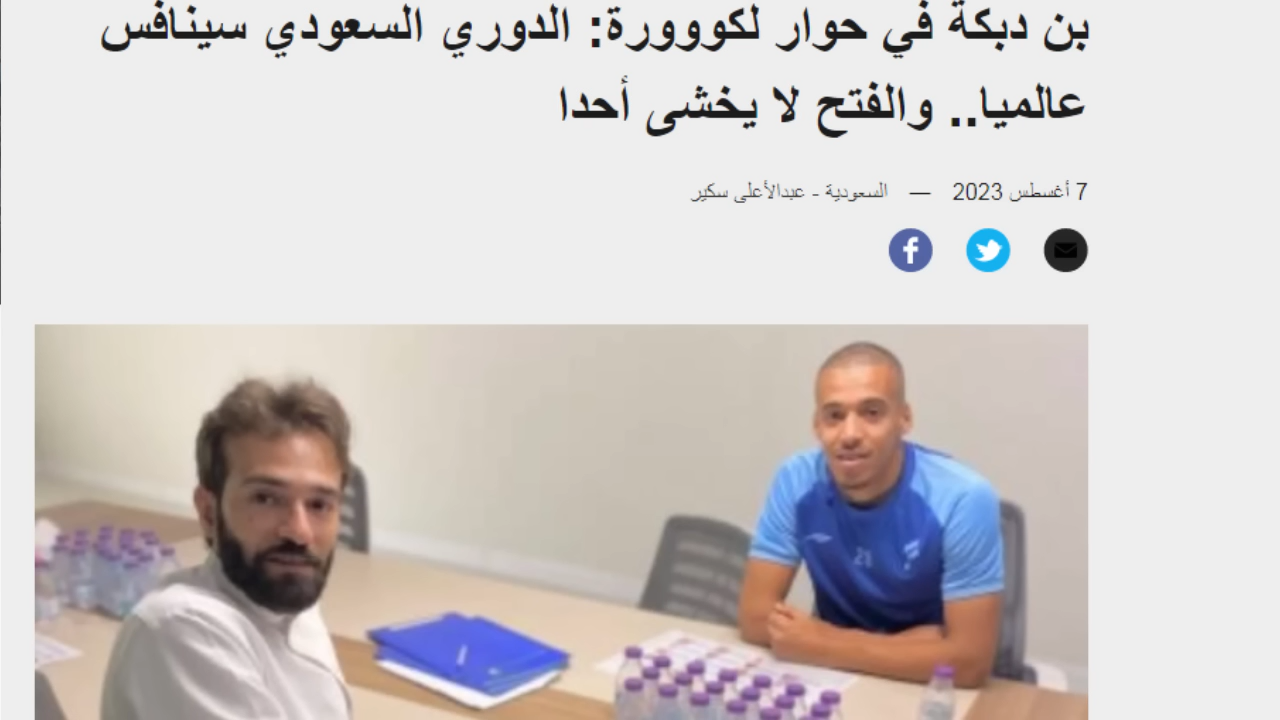 بن دبكة في حوار لكووورة: الدوري السعودي سينافس
عالميا.. والفتح لا يخشى أحدا
7 أغسطس 2023 — السعودية - عبدالأعلى سكير
21